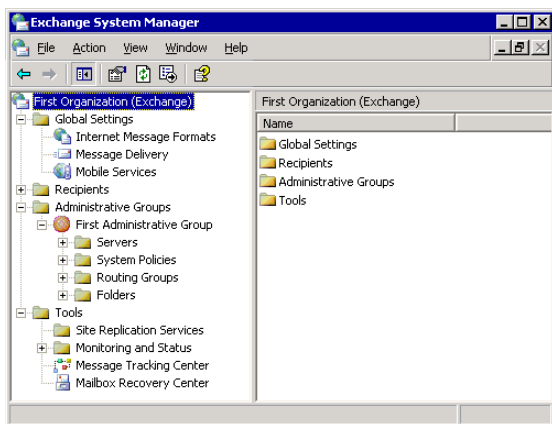 Exchange System Manager
File Action View Window Help
First Organization (Exchange)
Global Settings
Internet Message Formats
Message Delivery
Mobile Services
Recipients
Administrative Groups
First Administrative Group
Servers
System Policies
Routing Groups
Folders
Tools
Site Replication Services
Monitoring and Status
Message Tracking Center
Mailbox Recovery Center
First Organization (Exchange)
Name
Global Settings
Recipients
Administrative Groups
Tools